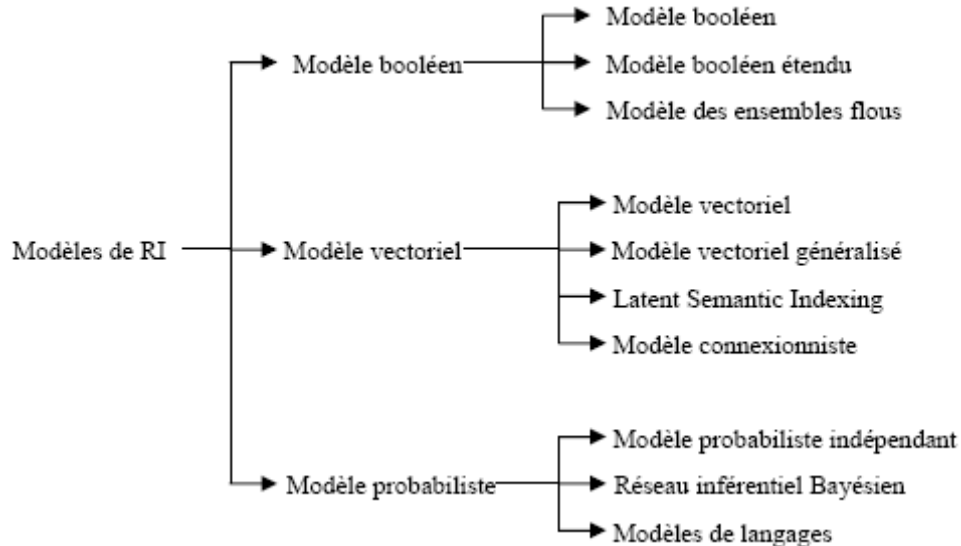 Modèles de RI
Modèle booléen
Modèle booléen
Modèle booléen étendu
Modèle des ensembles flous
Modèle vectoriel
Modèle vectoriel
Modèle vectoriel généralisé
Latent Semantic Indexing
Modèle connexionniste
Modèle probabiliste
Modèle probabiliste indépendant
Réseau inférentiel Bayésien
Modèles de langages